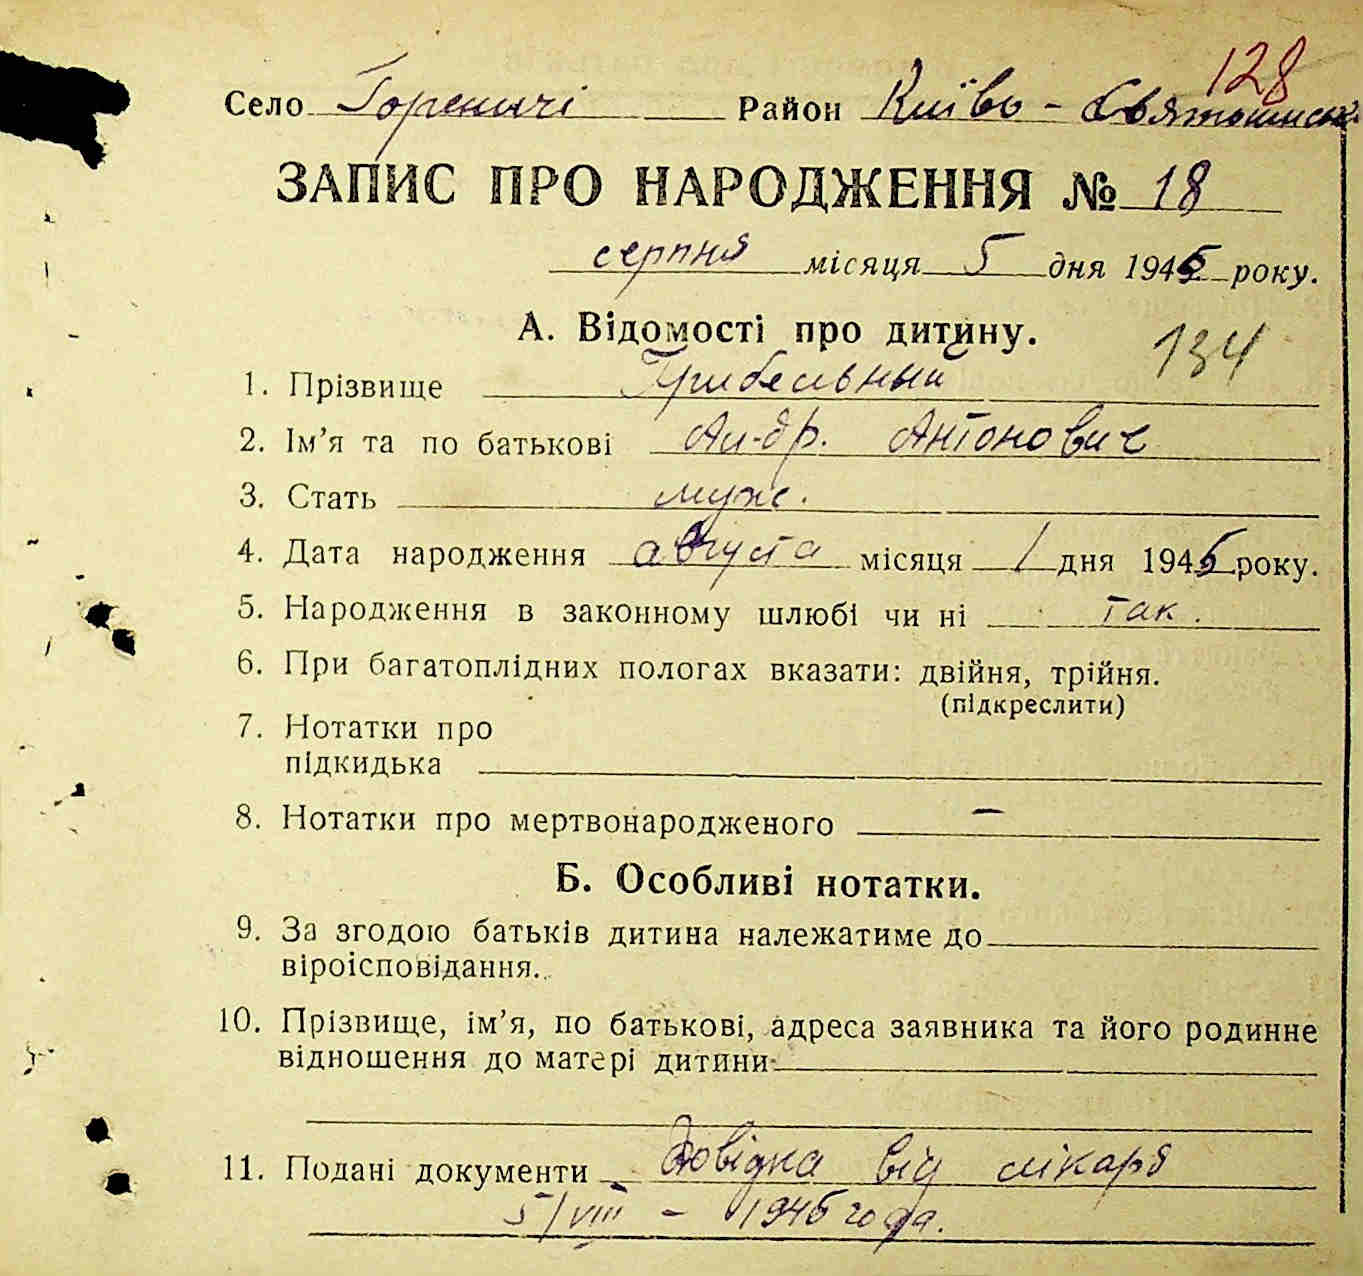 128
Село Гореничі Район Київо-Святошинськ.
ЗАПИС ПРО НАРОДЖЕННЯ № 18
серпня місяця 5 дня 1945 року.
А. Відомості про дитину.
134
1. Прізвище Грибельный
2. Ім’я та по батькові Ан-др. Антонович
3. Стать муж.
4. Дата народження августа місяця 1 дня 1945 року.
5. Народження в законному шлюбі чи ні так.
6. При багатоплідних пологах вказати: двійня, трійня.
(підкреслити)
7. Нотатки про
підкидька
8. Нотатки про мертвонародженого —
Б. Особливі нотатки.
9. За згодою батьків дитина належатиме до
віроісповідання.
10. Прізвище, ім’я, по батькові, адреса заявника та його родинне
відношення до матері дитини
11. Подані документи довідка від лікаря
5/VIII - 1945 года.